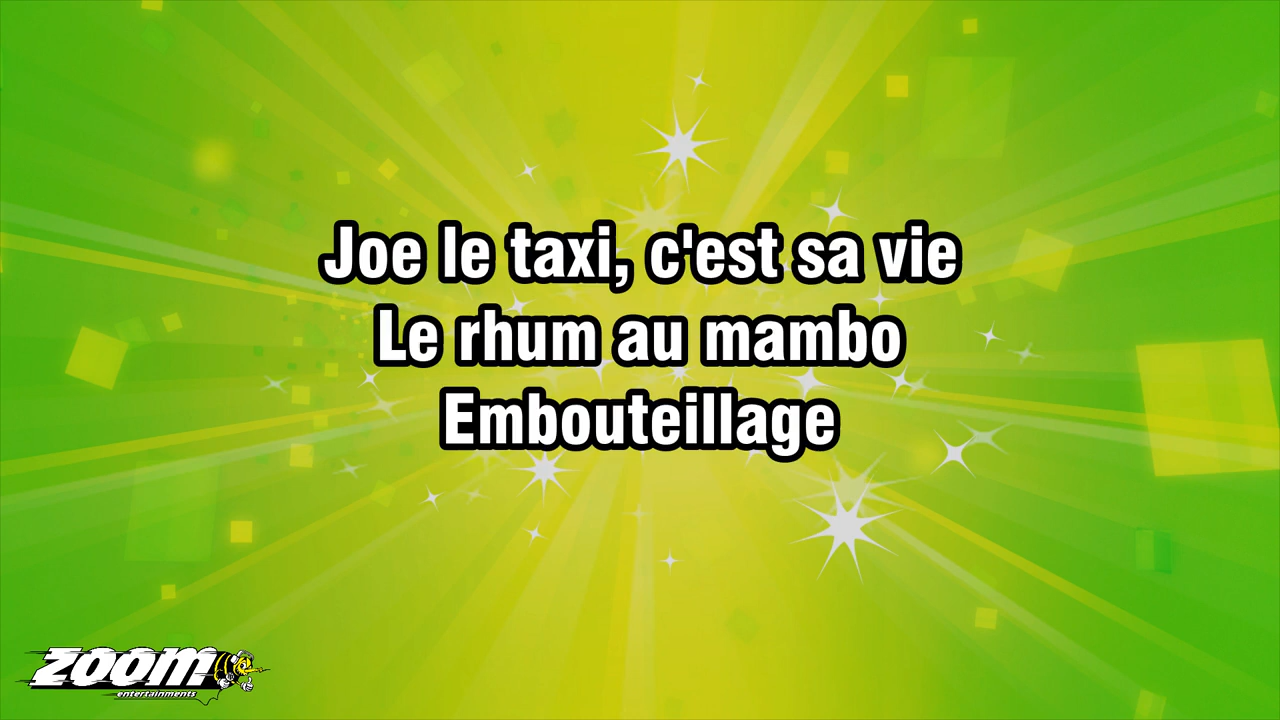 Joe le taxi, c'est sa vie
Le rhum au mambo
Embouteillage
zoom
entertainments